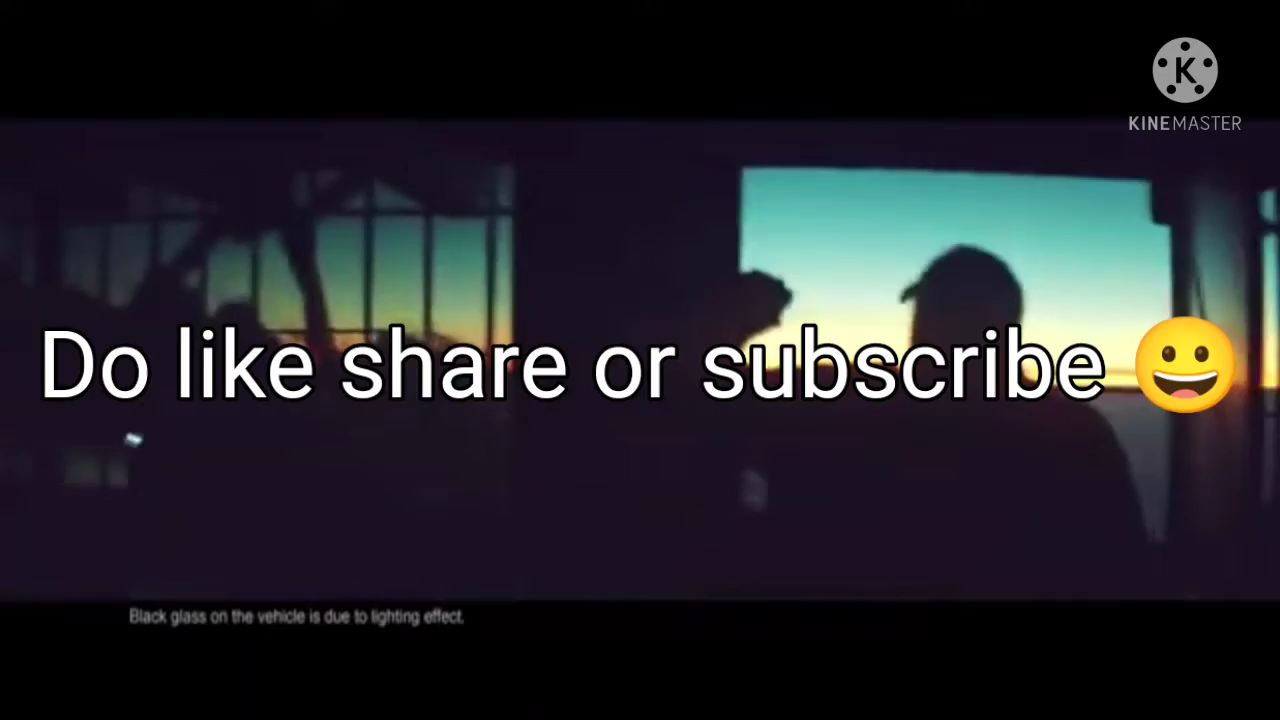 KINEMASTER
Do like share or subscribe 😀
Black glass on the vehicle is due to lighting effect.